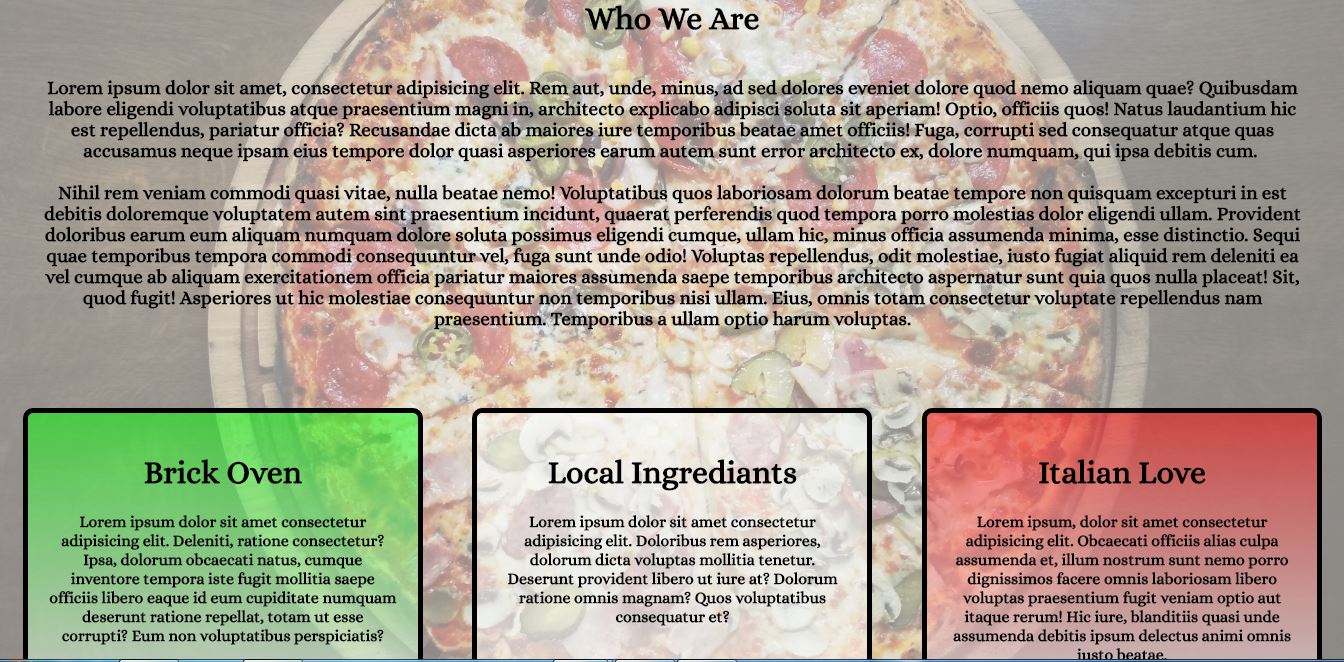 Who We Are
Lorem ipsum dolor sit amet, consectetur adipisicing elit. Rem aut, unde, minus, ad sed dolores eveniet dolore quod nemo aliquam quae? Quibusdam
labore eligendi voluptatibus atque praesentium magni in, architecto explicabo adipisci soluta sit aperiam! Optio, officiis quos! Natus laudantium hic
est repellendus, pariatur officia? Recusandae dicta ab maiores iure temporibus beatae amet officiis! Fuga, corrupti sed consequatur atque quas
accusamus neque ipsam eius tempore dolor quasi asperiores earum autem sunt error architecto ex, dolore numquam, qui ipsa debitis cum.
Nihil rem veniam commodi quasi vitae, nulla beatae nemo! Voluptatibus quos laboriosam dolorum beatae tempore non quisquam excepturi in est
debitis doloremque voluptatem autem sint praesentium incidunt, quaerat perferendis quod tempora porro molestias dolor eligendi ullam. Provident
doloribus earum eum aliquam numquam dolore soluta possimus eligendi cumque, ullam hic, minus officia assumenda minima, esse distinctio. Sequi
quae temporibus tempora commodi consequuntur vel, fuga sunt unde odio! Voluptas repellendus, odit molestiae, iusto fugiat aliquid rem deleniti ea
vel cumque ab aliquam exercitationem officia pariatur maiores assumenda saepe temporibus architecto aspernatur sunt quia quos nulla placeat! Sit,
quod fugit! Asperiores ut hic molestiae consequuntur non temporibus nisi ullam. Eius, omnis totam consectetur voluptate repellendus nam
praesentium. Temporibus a ullam optio harum voluptas.
Brick Oven
Lorem ipsum dolor sit amet consectetur
adipisicing elit. Deleniti, ratione consectetur?
Ipsa, dolorum obcaecati natus, cumque
inventore tempora iste fugit mollitia saepe
officiis libero eaque id eum cupiditate numquam
deserunt ratione repellat, totam ut esse
corrupti? Eum non voluptatibus perspiciatis?
Local Ingrediants
Lorem ipsum dolor sit amet consectetur
adipisicing elit. Doloribus rem asperiores,
dolorum dicta voluptas mollitia tenetur.
Deserunt provident libero ut iure at? Dolorum
ratione omnis magnam? Quos voluptatibus
consequatur et?
Italian Love
Lorem ipsum, dolor sit amet consectetur
adipisicing elit. Obcaecati officiis alias culpa
assumenda et, illum nostrum sunt nemo porro
dignissimos facere omnis laboriosam libero
voluptas praesentium fugit veniam optio aut
itaque rerum! Hic iure, blanditiis quasi unde
assumenda debitis ipsum delectus animi omnis
iusto beatae.